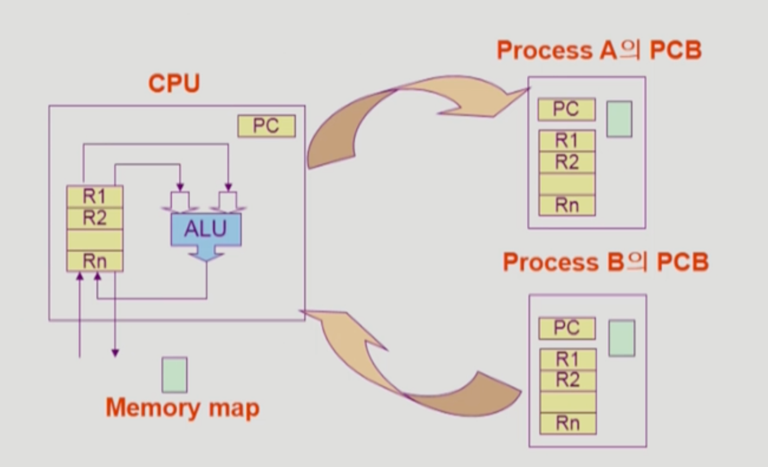 CPU
PC
R1
R2
Rn
ALU
Memory map
Process A의 PCB
PC
R1
R2
Rn
Process B의 PCB
PC
R1
R2
Rn